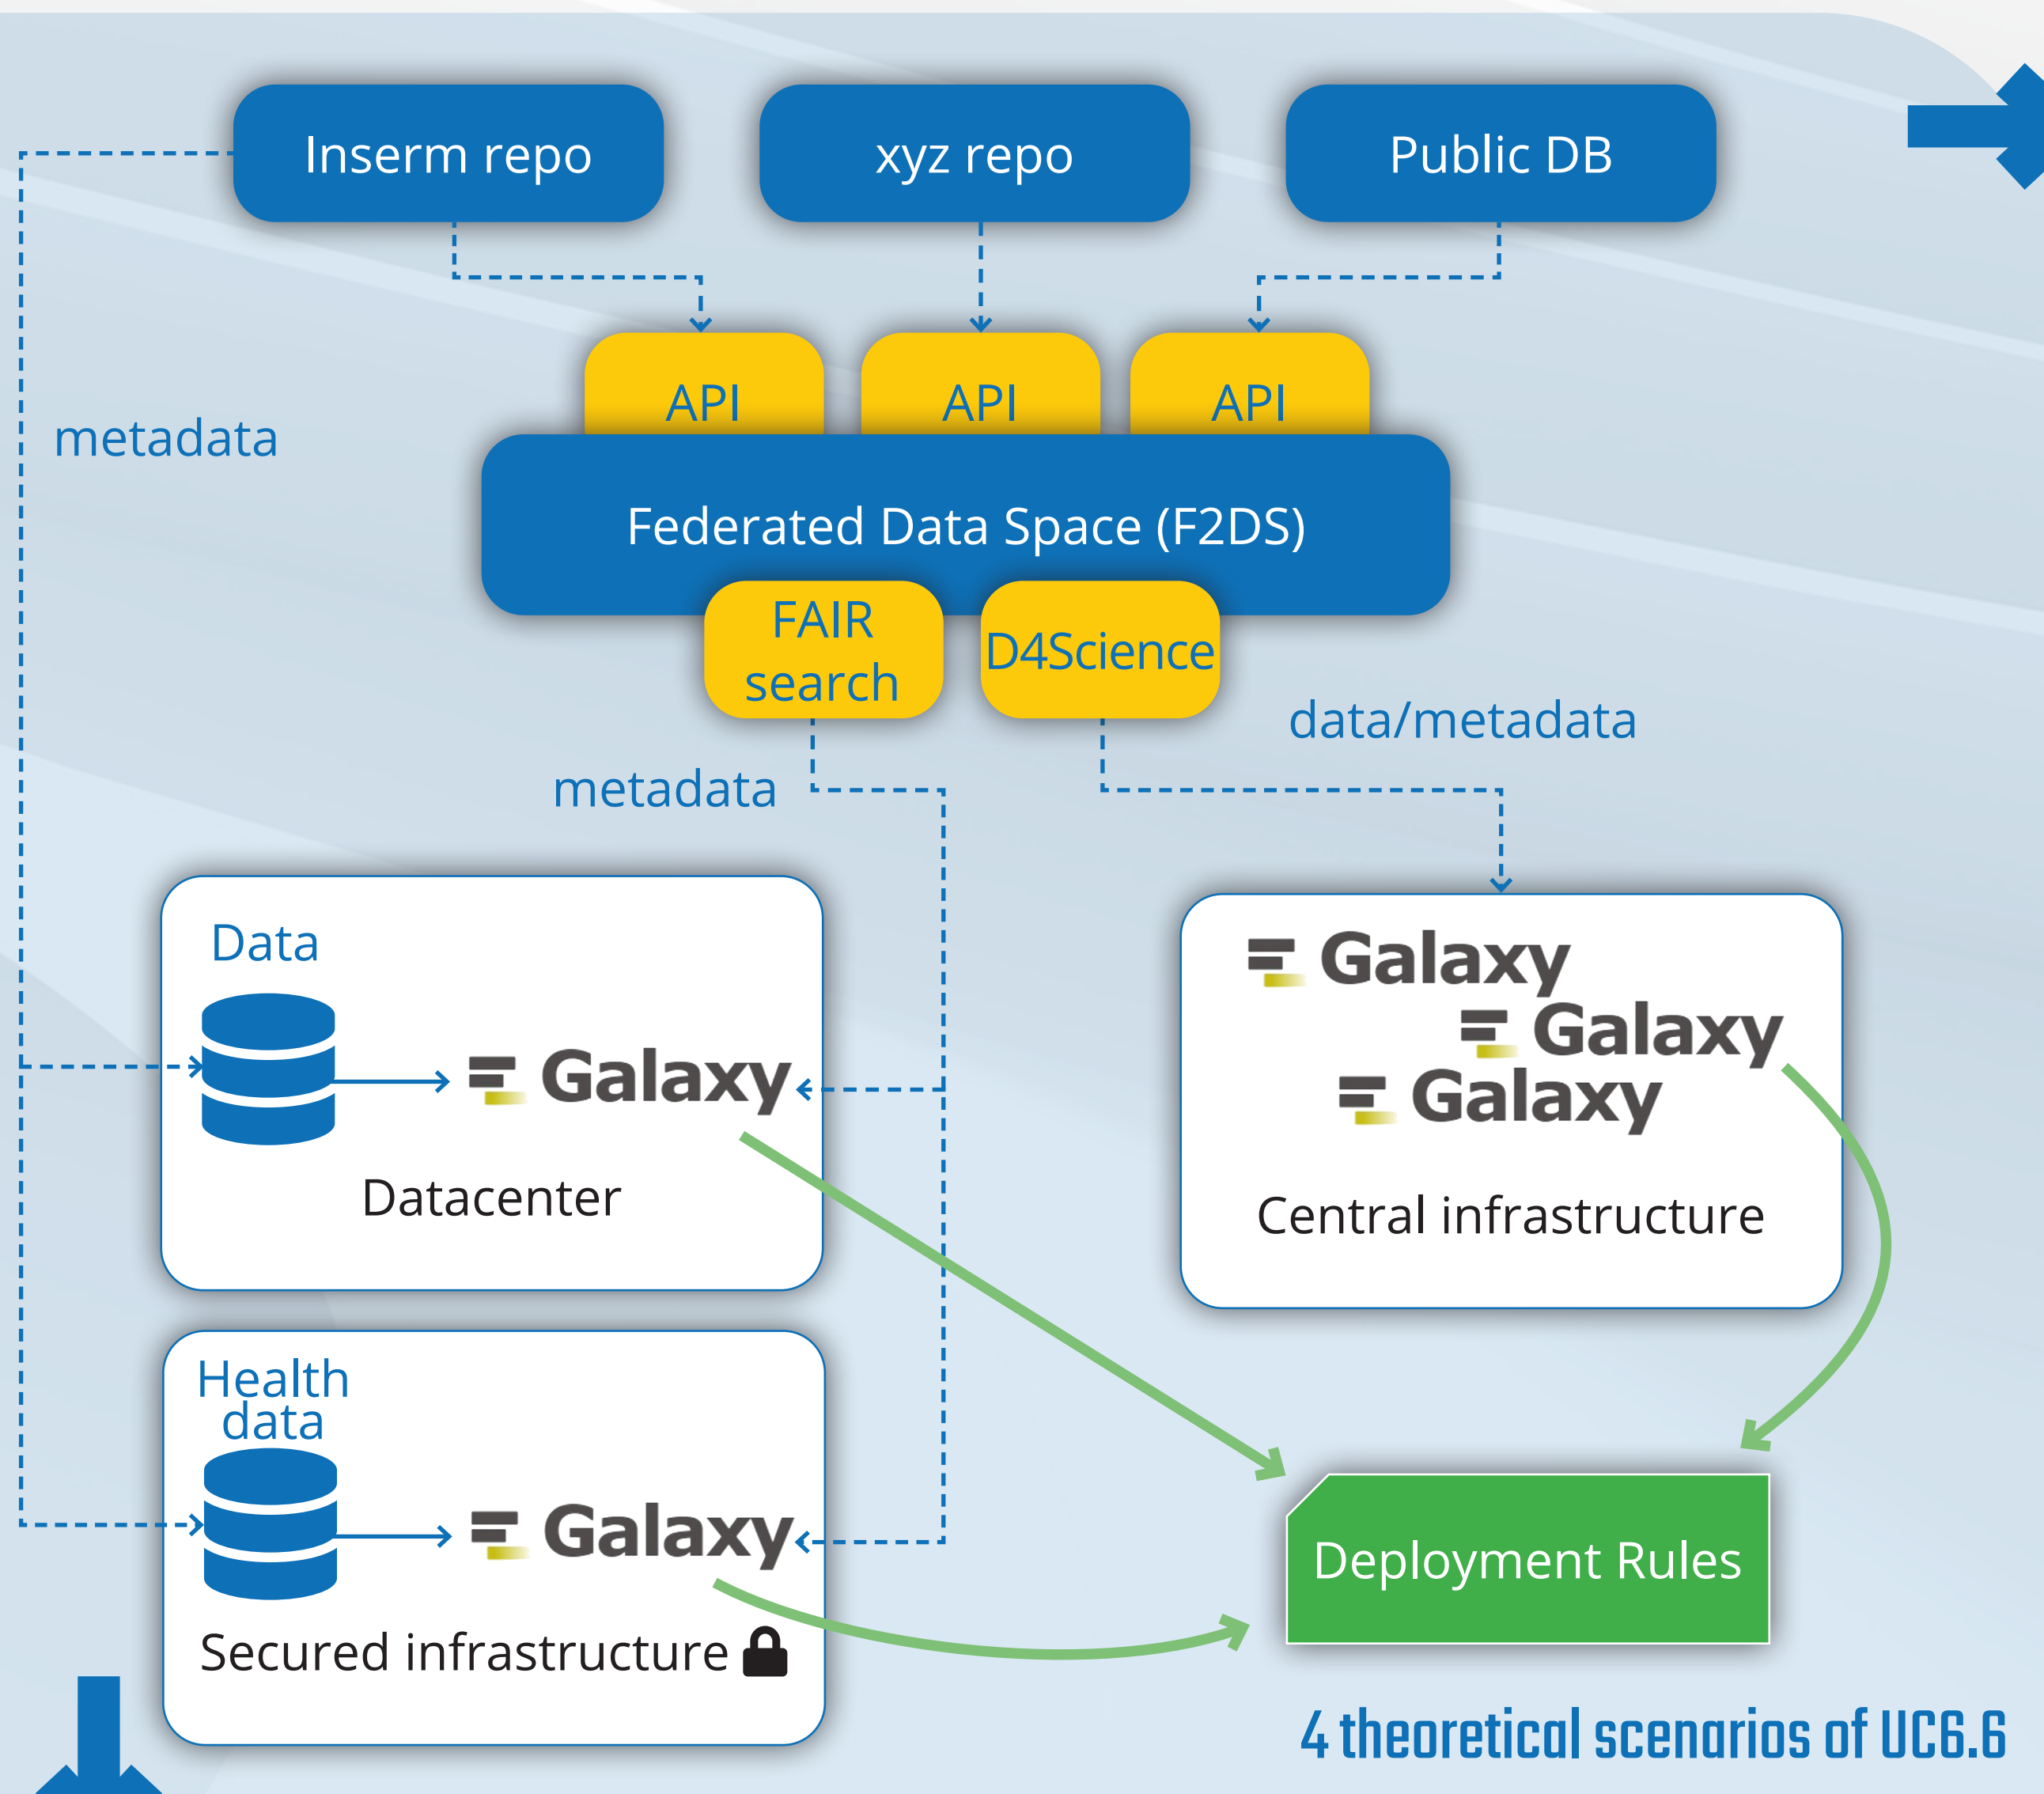 Inserm repo
xyz repo
Public DB
API
API
API
metadata
Federated Data Space (F2DS)
FAIR
search
D4Science
data/metadata
metadata
Data
Galaxy
Datacenter
Galaxy
Galaxy
Galaxy
Central infrastructure
Health
data
Galaxy
Secured infrastructure
Deployment Rules
4 theoretical scenarios of UC6.6